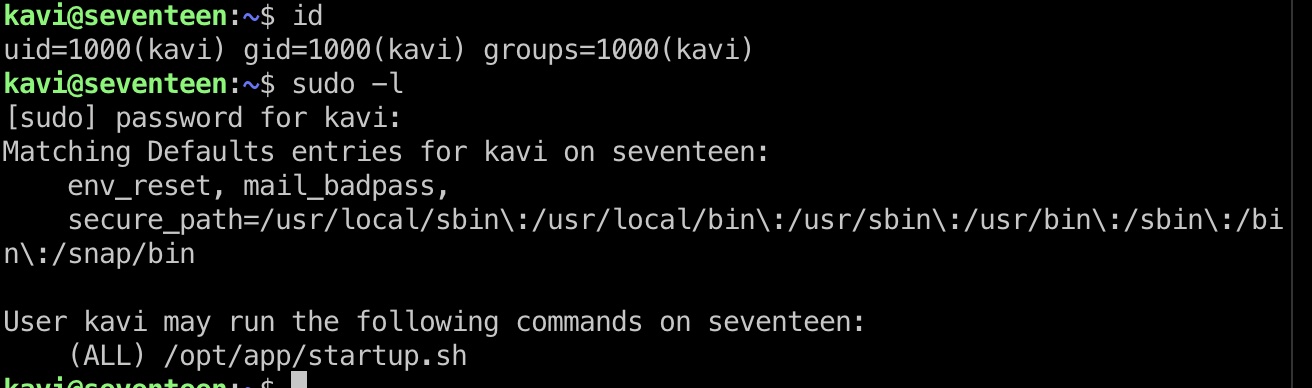 kavi@seventeen:~$ id
uid=1000(kavi) gid=1000(kavi) groups=1000(kavi)
kavi@seventeen:~$ sudo -l
[sudo] password for kavi:
Matching Defaults entries for kavi on seventeen:
    env_reset, mail_badpass,
    secure_path=/usr/local/sbin\:/usr/local/bin\:/usr/sbin\:/usr/bin\:/sbin\:/bi
n\:/snap/bin

User kavi may run the following commands on seventeen:
    (ALL) /opt/app/startup.sh
kavi@seventeen:~$